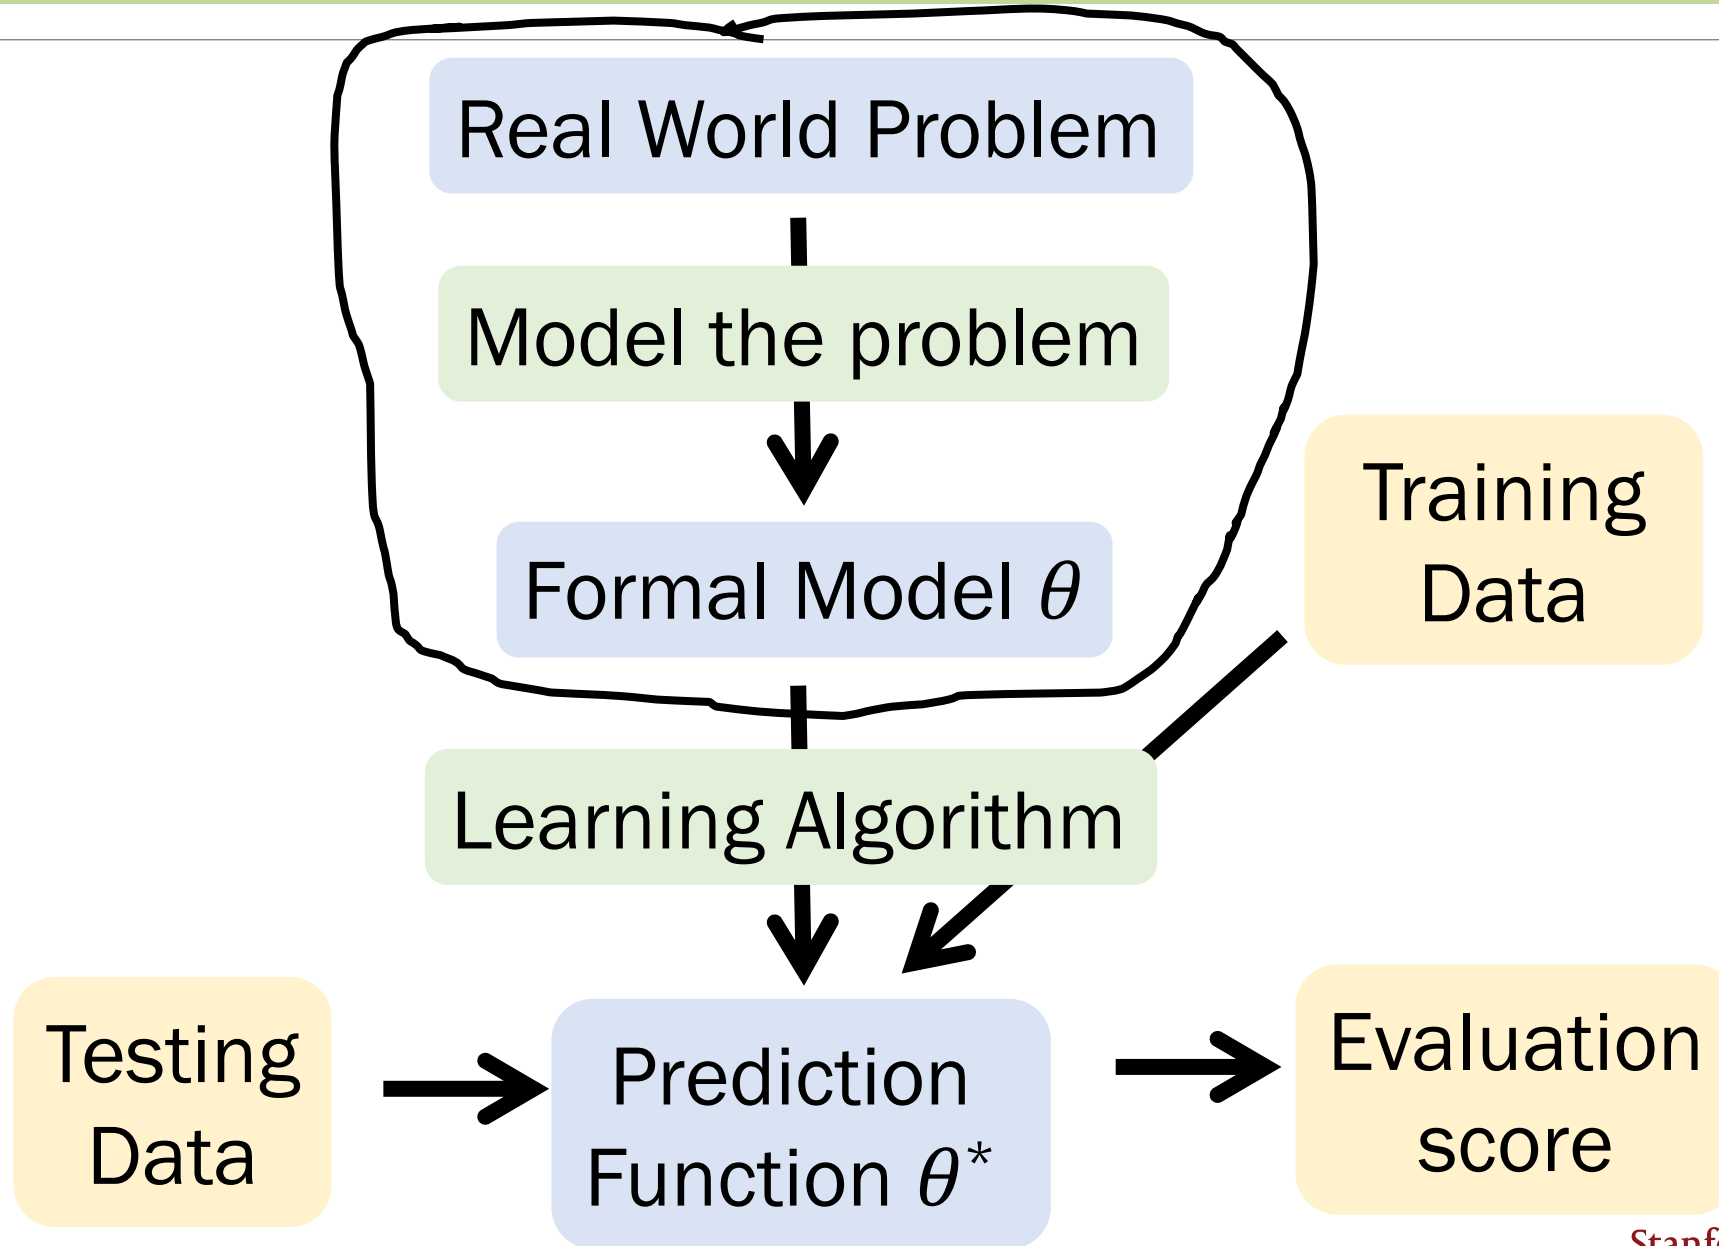 Real World Problem
Model the problem
Formal Model θ
Training
Data
Learning Algorithm
Testing
Data
Prediction
Function θ*
Evaluation
score